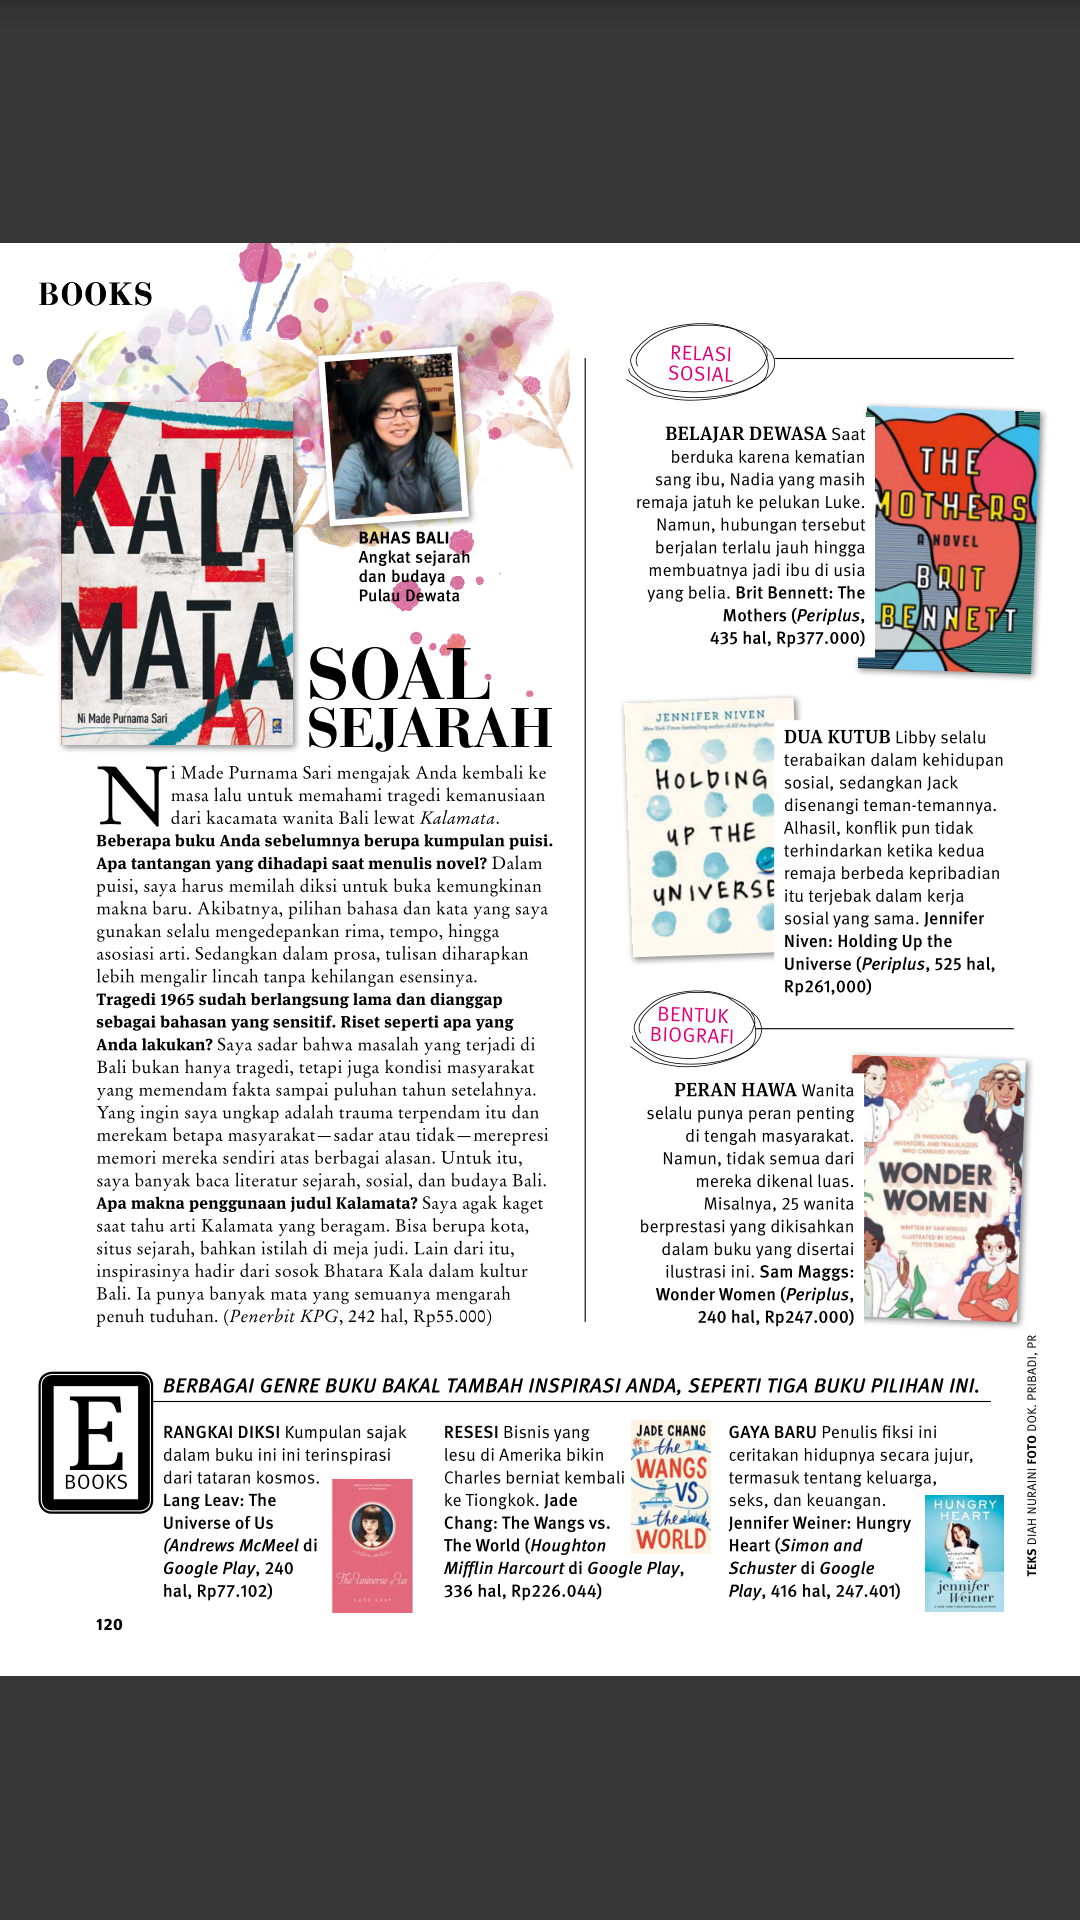 BOOKS
KALA
MATA
Ni Made Purnama Sari
BAHAS BALI
Angkat sejarah
dan budaya
Pulau Dewata
SOAL
SEJARAH
Ni Made Purnama Sari mengajak Anda kembali ke
masa lalu untuk memahami tragedi kemanusiaan
dari kacamata wanita Bali lewat Kalamata.
Beberapa buku Anda sebelumnya berupa kumpulan puisi.
Apa tantangan yang dihadapi saat menulis novel? Dalam
puisi, saya harus memilah diksi untuk buka kemungkinan
makna baru. Akibatnya, pilihan bahasa dan kata yang saya
gunakan selalu mengedepankan rima, tempo, hingga
asosiasi arti. Sedangkan dalam prosa, tulisan diharapkan
lebih mengalir lincah tanpa kehilangan esensinya.
Tragedi 1965 sudah berlangsung lama dan dianggap
sebagai bahasan yang sensitif. Riset seperti apa yang
Anda lakukan? Saya sadar bahwa masalah yang terjadi di
Bali bukan hanya tragedi, tetapi juga kondisi masyarakat
yang memendam fakta sampai puluhan tahun setelahnya.
Yang ingin saya ungkap adalah trauma terpendam itu dan
merekam betapa masyarakat—sadar atau tidak—merepresi
memori mereka sendiri atas berbagai alasan. Untuk itu,
saya banyak baca literatur sejarah, sosial, dan budaya Bali.
Apa makna penggunaan judul Kalamata? Saya agak kaget
saat tahu arti Kalamata yang beragam. Bisa berupa kota,
situs sejarah, bahkan istilah di meja judi. Lain dari itu,
inspirasinya hadir dari sosok Bhatara Kala dalam kultur
Bali. Ia punya banyak mata yang semuanya mengarah
penuh tuduhan. (Penerbit KPG, 242 hal, Rp55.000)
RELASI
SOSIAL
BELAJAR DEWASA Saat
berduka karena kematian
sang ibu, Nadia yang masih
remaja jatuh ke pelukan Luke.
Namun, hubungan tersebut
berjalan terlalu jauh hingga
membuatnya jadi ibu di usia
yang belia. Brit Bennett: The
Mothers (Periplus,
435 hal, Rp377.000)
THE
MOTHERS
A NOVEL
BRIT
BENNETT
JENNIFER NIVEN
HOLDING
UP THE
UNIVERSE
DUA KUTUB Libby selalu
terabaikan dalam kehidupan
sosial, sedangkan Jack
disenangi teman-temannya.
Alhasil, konflik pun tidak
terhindarkan ketika kedua
remaja berbeda kepribadian
itu terjebak dalam kerja
sosial yang sama. Jennifer
Niven: Holding Up the
Universe (Periplus, 525 hal,
Rp261,000)
BENTUK
BIOGRAFI
PERAN HAWA Wanita
selalu punya peran penting
di tengah masyarakat.
Namun, tidak semua dari
mereka dikenal luas.
Misalnya, 25 wanita
berprestasi yang dikisahkan
dalam buku yang disertai
ilustrasi ini. Sam Maggs:
Wonder Women (Periplus,
240 hal, Rp247.000)
25 INNOVATORS,
INVENTORS, AND TRAILBLAZERS
WHO CHANGED HISTORY
WONDER
WOMEN
WRITTEN BY SAM MAGGS
ILLUSTRATED BY SOPHIA
FOSTER-DIMINO
E
BOOKS
BERBAGAI GENRE BUKU BAKAL TAMBAH INSPIRASI ANDA, SEPERTI TIGA BUKU PILIHAN INI.
RANGKAI DIKSI Kumpulan sajak
dalam buku ini ini terinspirasi
dari tataran kosmos.
Lang Leav: The
Universe of Us
(Andrews McMeel di
Google Play, 240
hal, Rp77.102)
The Universe of Us
LANG LEAV
RESESI Bisnis yang
lesu di Amerika bikin
Charles berniat kembali
ke Tiongkok. Jade
Chang: The Wangs vs.
The World (Houghton
Mifflin Harcourt di Google Play,
336 hal, Rp226.044)
JADE CHANG
the
WANGS
VS
the
WORLD
GAYA BARU Penulis fiksi ini
ceritakan hidupnya secara jujur,
termasuk tentang keluarga,
seks, dan keuangan.
Jennifer Weiner: Hungry
Heart (Simon and
Schuster di Google
Play, 416 hal, 247.401)
HUNGRY
HEART
jennifer
Weiner
TEKS DIAH NURAINI FOTO DOK. PRIBADI, PR
120